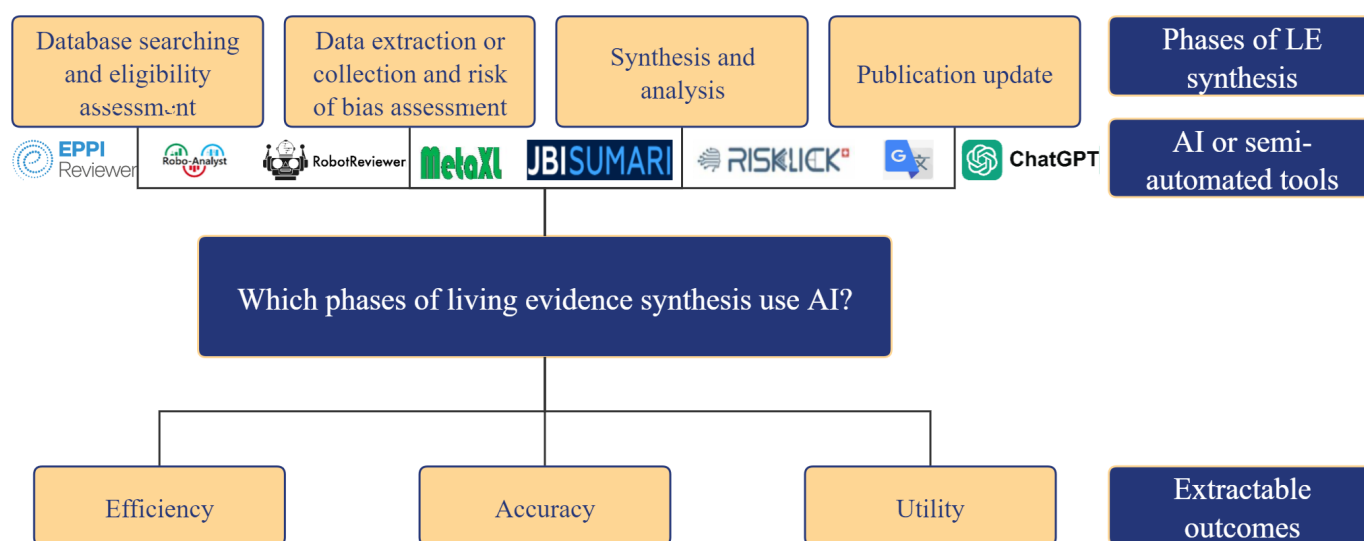 Database searching
and eligibility
assessment
Data extraction or
collection and risk
of bias assessment
Synthesis and
analysis
Publication update
Phases of LE
synthesis
EPPI
Reviewer
Robo-Analyst
RobotReviewer
MetaXL
JBISUMARI
RISKLICK
G 文
ChatGPT
AI or semi-
automated tools
Which phases of living evidence synthesis use AI?
Efficiency
Accuracy
Utility
Extractable
outcomes